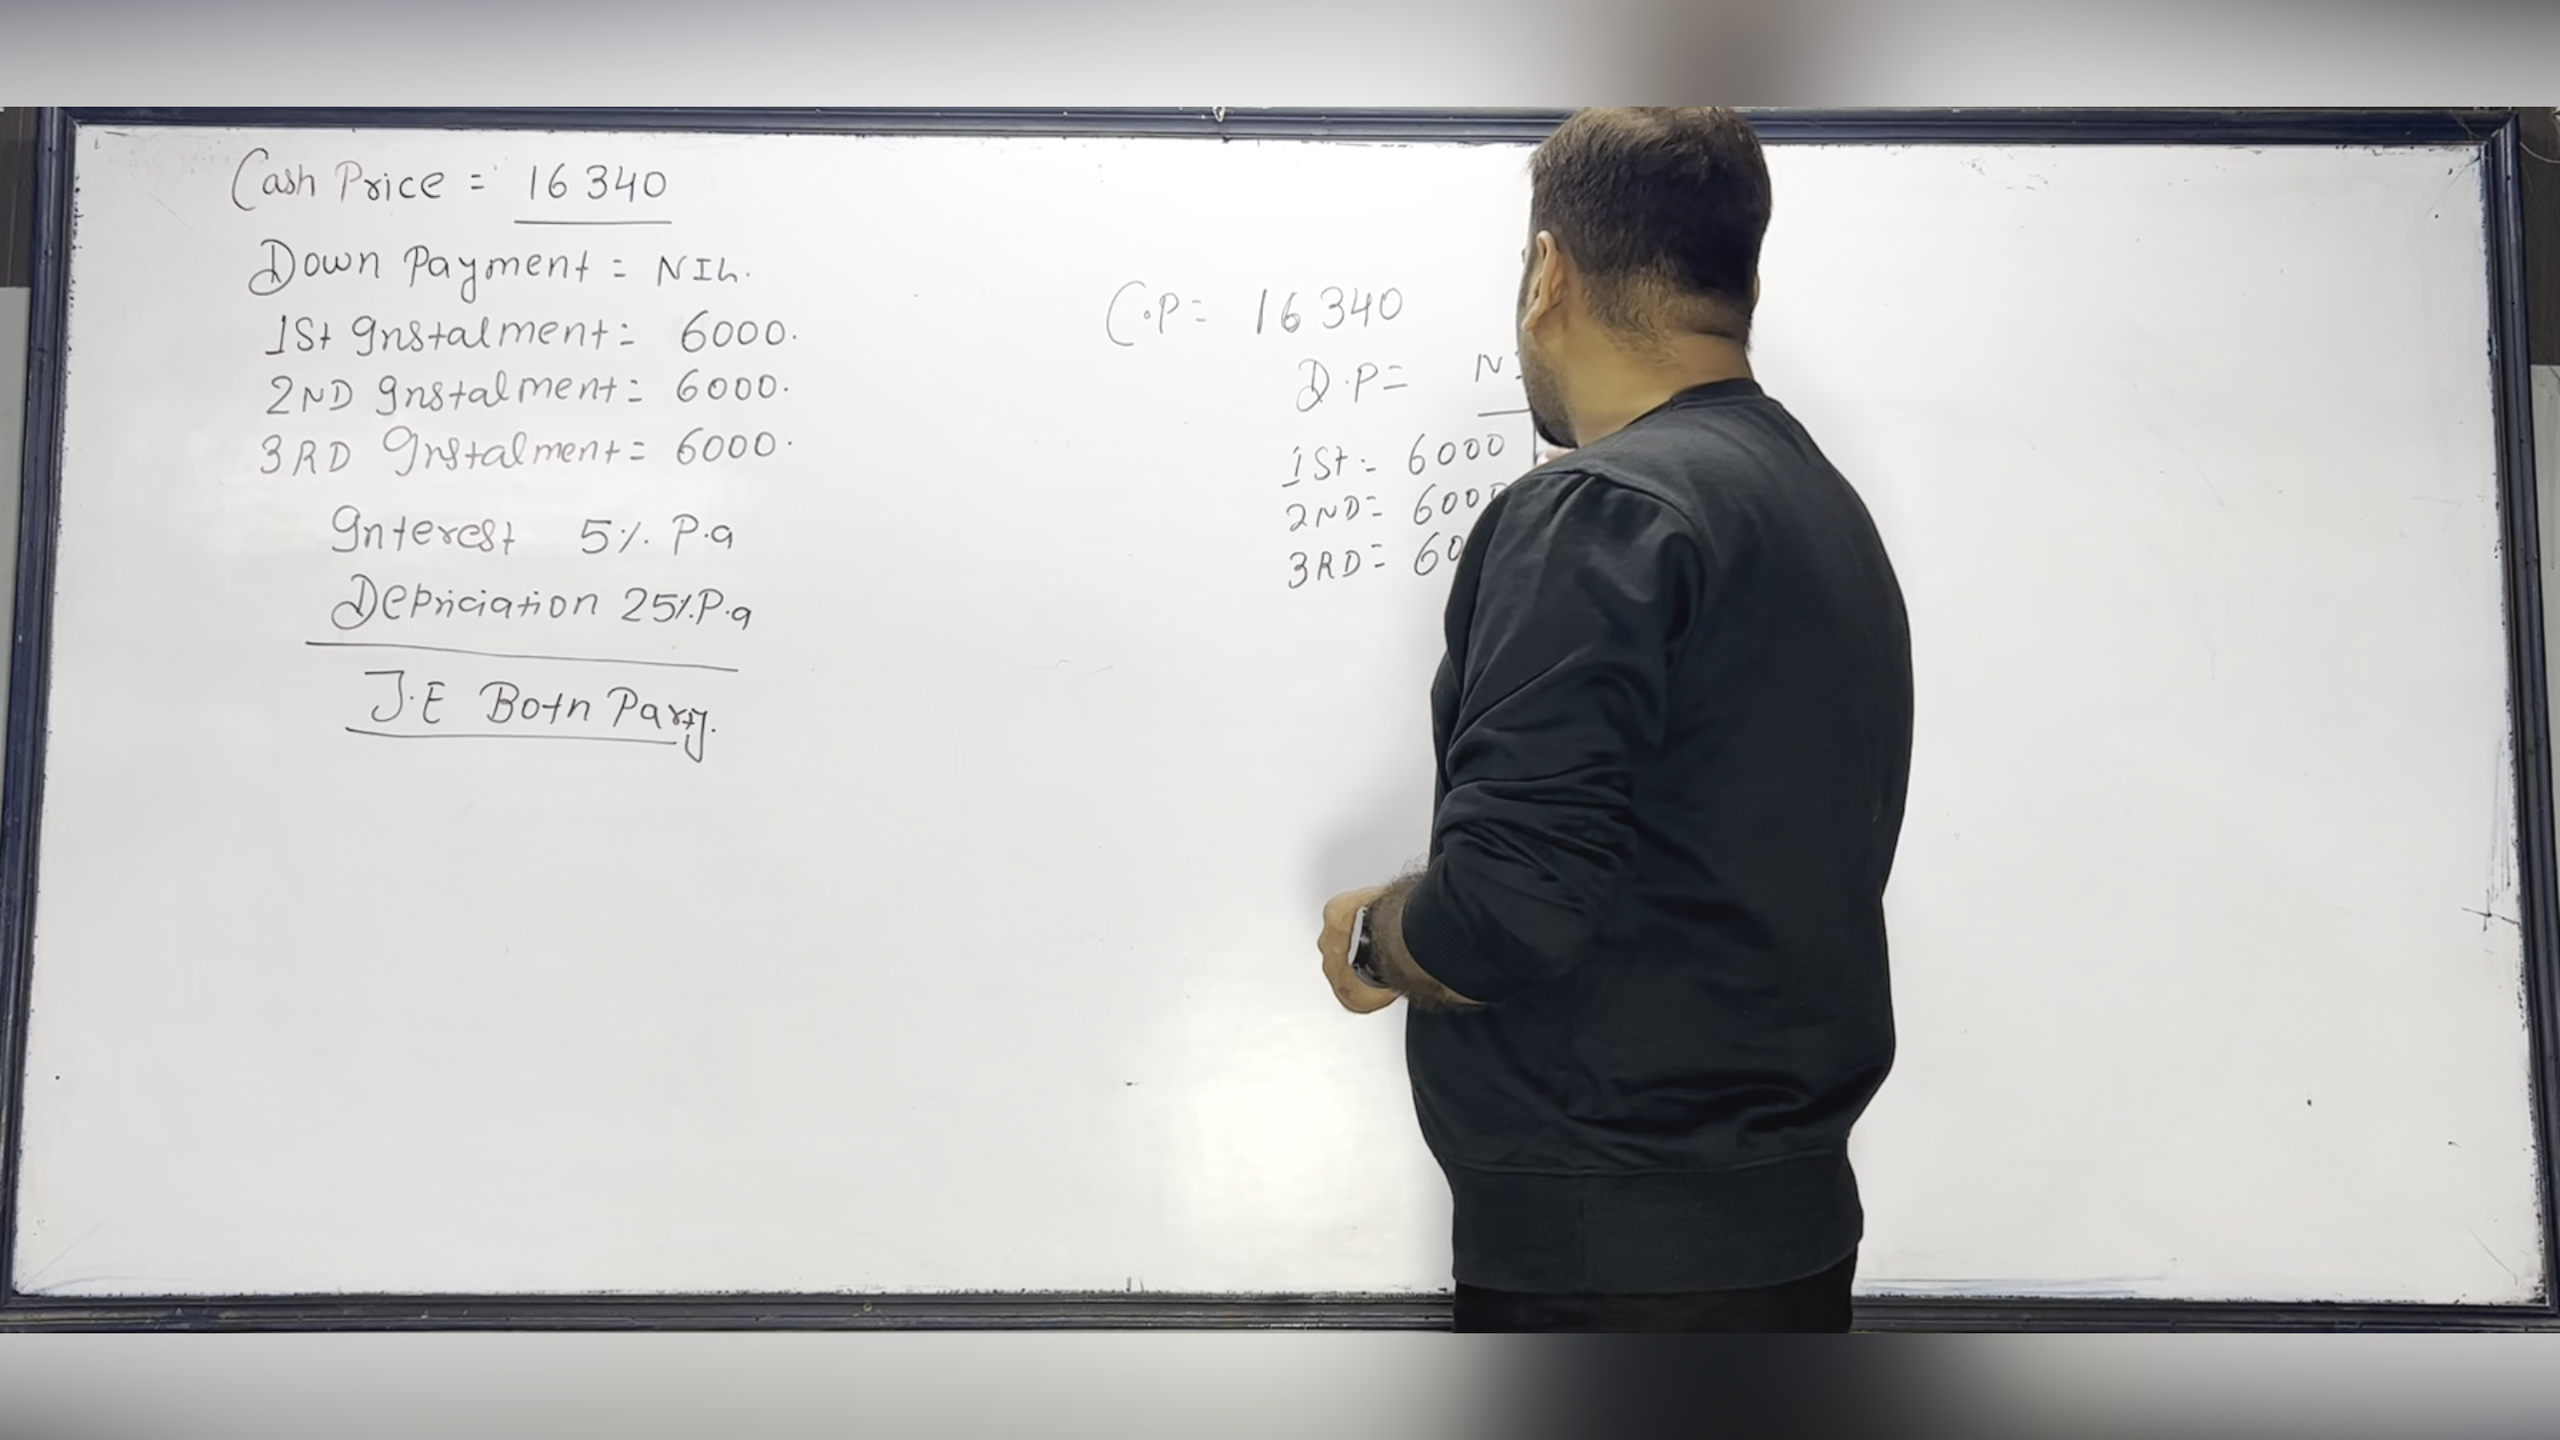 Cash Price = 16340
Down Payment = NIL.
1St Instalment = 6000.
2ND Instalment = 6000.
3RD Instalment = 6000.
Interest 5% P.a
Depriciation 25% P.a
J.E Both Party.
C.P = 16340
D.P =
1St = 6000
2ND =
3RD =